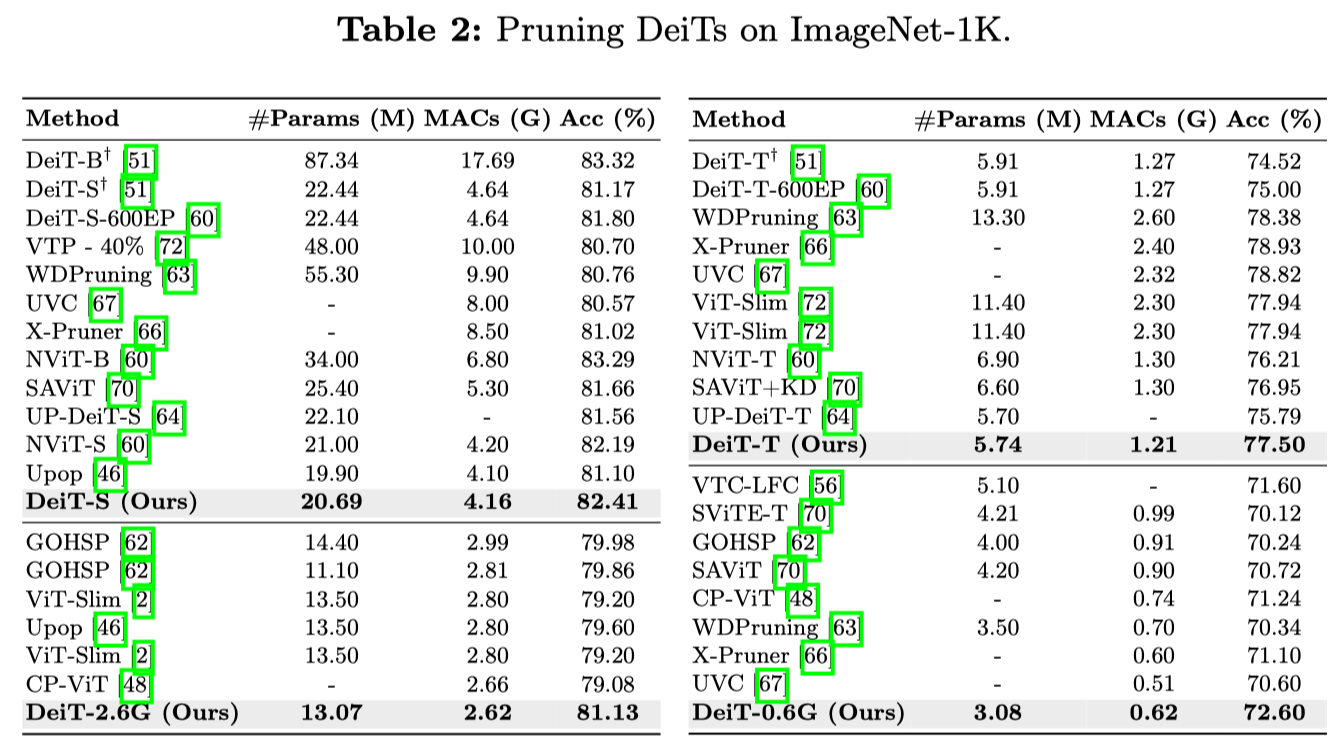 Table 2: Pruning DeiTs on ImageNet-1K.
Method #Params (M) MACs (G) Acc (%)
DeiT-B† [51] 87.34 17.69 83.32
DeiT-S† [51] 22.44 4.64 81.17
DeiT-S-600EP [60] 22.44 4.64 81.80
VTP - 40% [72] 48.00 10.00 80.70
WDPruning [63] 55.30 9.90 80.76
UVC [67] - 8.00 80.57
X-Pruner [66] - 8.50 81.02
NViT-B [60] 34.00 6.80 83.29
SAViT [70] 25.40 5.30 81.66
UP-DeiT-S [64] 22.10 - 81.56
NViT-S [60] 21.00 4.20 82.19
Upop [46] 19.90 4.10 81.10
DeiT-S (Ours) 20.69 4.16 82.41
GOHSP [62] 14.40 2.99 79.98
GOHSP [62] 11.10 2.81 79.86
ViT-Slim [2] 13.50 2.80 79.20
Upop [46] 13.50 2.80 79.60
ViT-Slim [2] 13.50 2.80 79.20
CP-ViT [48] - 2.66 79.08
DeiT-2.6G (Ours) 13.07 2.62 81.13
Method #Params (M) MACs (G) Acc (%)
DeiT-T† [51] 5.91 1.27 74.52
DeiT-T-600EP [60] 5.91 1.27 75.00
WDPruning [63] 13.30 2.60 78.38
X-Pruner [66] - 2.40 78.93
UVC [67] - 2.32 78.82
ViT-Slim [72] 11.40 2.30 77.94
ViT-Slim [72] 11.40 2.30 77.94
NViT-T [60] 6.90 1.30 76.21
SAViT+KD [70] 6.60 1.30 76.95
UP-DeiT-T [64] 5.70 - 75.79
DeiT-T (Ours) 5.74 1.21 77.50
VTC-LFC [56] 5.10 - 71.60
SViTE-T [70] 4.21 0.99 70.12
GOHSP [62] 4.00 0.91 70.24
SAViT [70] 4.20 0.90 70.72
CP-ViT [48] - 0.74 71.24
WDPruning [63] 3.50 0.70 70.34
X-Pruner [66] - 0.60 71.10
UVC [67] - 0.51 70.60
DeiT-0.6G (Ours) 3.08 0.62 72.60